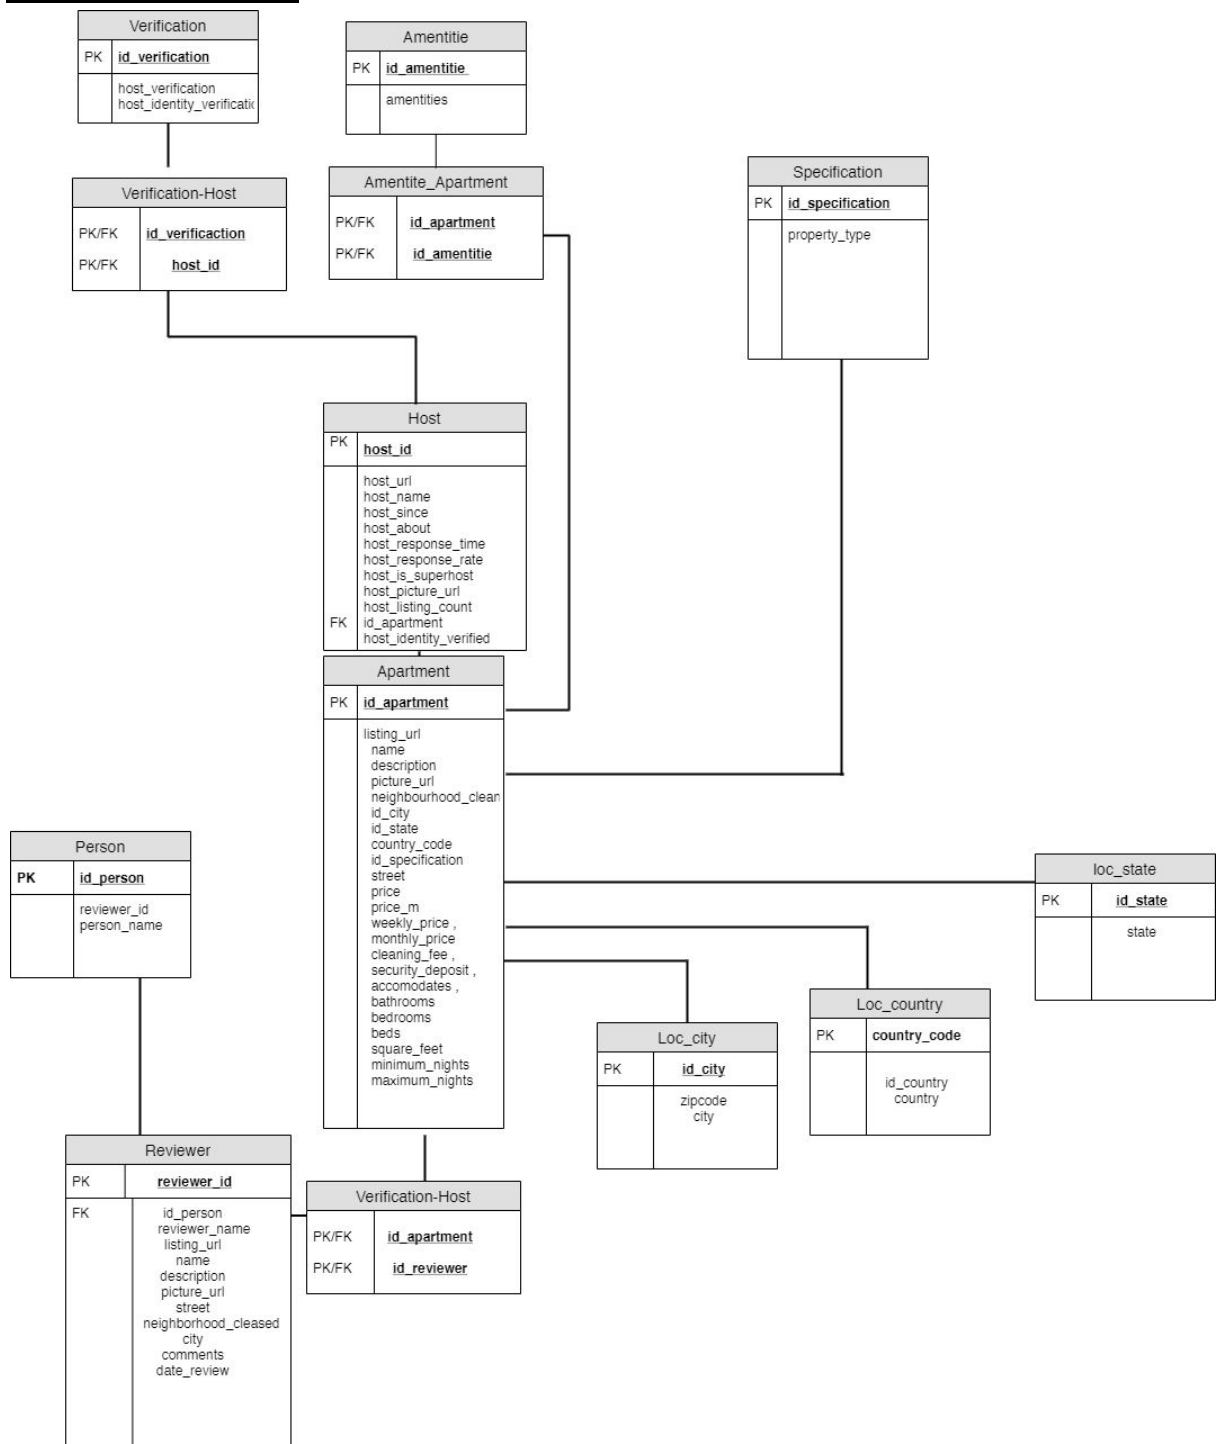 Verification
PK id_verification
host_verification
host_identity_verificatic
Amentitie
PK id_amentitie
amentities
Verification-Host
PK/FK id_verificaction
PK/FK host_id
Amentite_Apartment
PK/FK id_apartment
PK/FK id_amentitie
Specification
PK id_specification
property_type
Host
PK host_id
host_url
host_name
host_since
host_about
host_response_time
host_response_rate
host_is_superhost
host_picture_url
host_listing_count
FK id_apartment
host_identity_verified
Apartment
PK id_apartment
listing_url
name
description
picture_url
neighbourhood_clean
id_city
id_state
country_code
id_specification
street
price
price_m
weekly_price ,
monthly_price
cleaning_fee ,
security_deposit ,
accomodates ,
bathrooms
bedrooms
beds
square_feet
minimum_nights
maximum_nights
Person
PK id_person
reviewer_id
person_name
loc_state
PK id_state
state
Loc_country
PK country_code
id_country
country
Loc_city
PK id_city
zipcode
city
Reviewer
PK reviewer_id
FK id_person
reviewer_name
listing_url
name
description
picture_url
street
neighborhood_cleased
city
comments
date_review
Verification-Host
PK/FK id_apartment
PK/FK id_reviewer